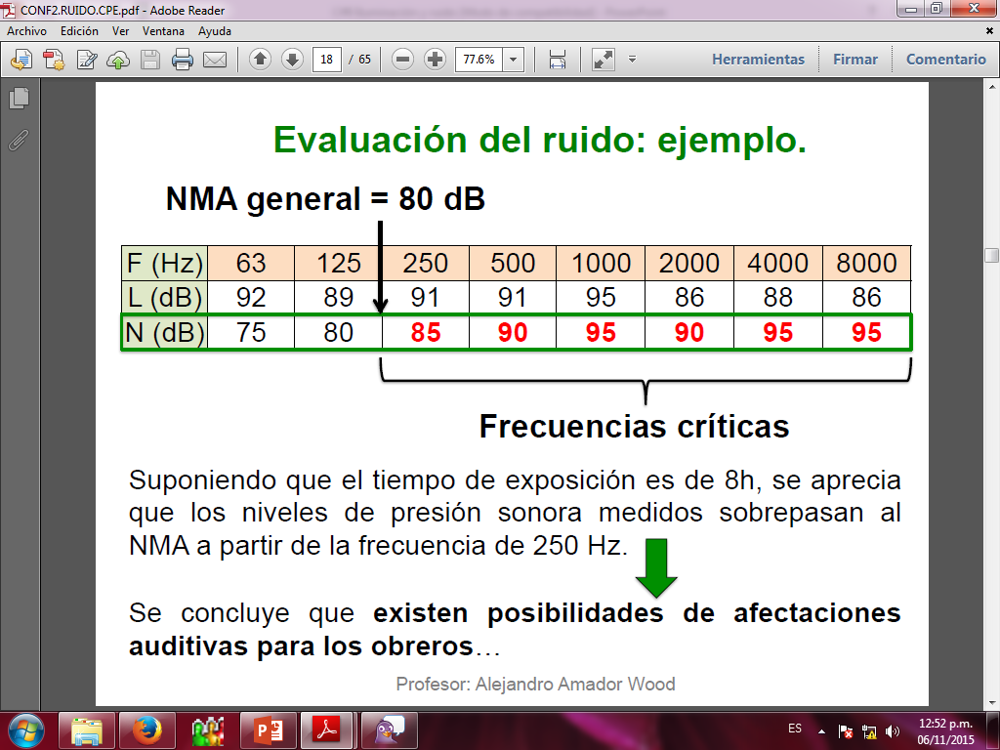 CONF2.RUIDO.CPE.pdf - Adobe Reader
Archivo Edición Ver Ventana Ayuda
18 / 65 77.6% Herramientas Firmar Comentario
Evaluación del ruido: ejemplo.
NMA general = 80 dB
F (Hz) 63 125 250 500 1000 2000 4000 8000
L (dB) 92 89 91 91 95 86 88 86
N (dB) 75 80 85 90 95 90 95 95
Frecuencias críticas
Suponiendo que el tiempo de exposición es de 8h, se aprecia
que los niveles de presión sonora medidos sobrepasan al
NMA a partir de la frecuencia de 250 Hz.
Se concluye que existen posibilidades de afectaciones
auditivas para los obreros…
Profesor: Alejandro Amador Wood
ES 12:52 p.m.
06/11/2015